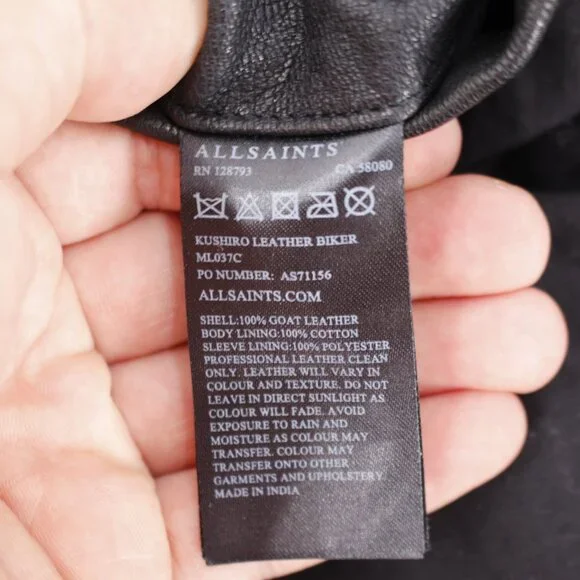 ALLSAINTS
RN 128793 CA 58080
KUSHIRO LEATHER BIKER
ML037C
PO NUMBER: AS71156
ALLSAINTS.COM
SHELL:100% GOAT LEATHER
BODY LINING:100% COTTON
SLEEVE LINING:100% POLYESTER
PROFESSIONAL LEATHER CLEAN
ONLY. LEATHER WILL VARY IN
COLOUR AND TEXTURE. DO NOT
LEAVE IN DIRECT SUNLIGHT AS
COLOUR WILL FADE. AVOID
EXPOSURE TO RAIN AND
MOISTURE AS COLOUR MAY
TRANSFER. COLOUR MAY
TRANSFER ONTO OTHER
GARMENTS AND UPHOLSTERY
MADE IN INDIA